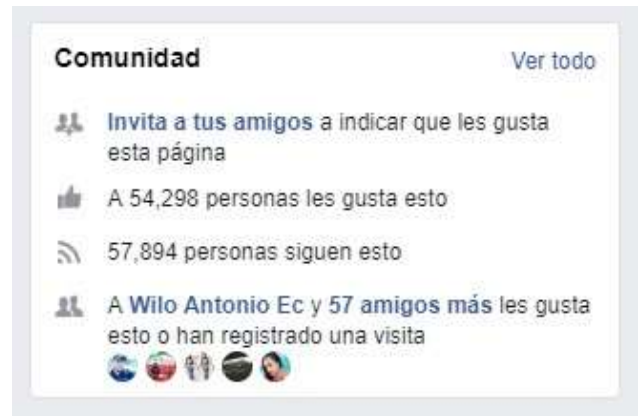 Comunidad
Ver todo
Invita a tus amigos a indicar que les gusta
esta página
A 54,298 personas les gusta esto
57,894 personas siguen esto
A Wilo Antonio Ec y 57 amigos más les gusta
esto o han registrado una visita